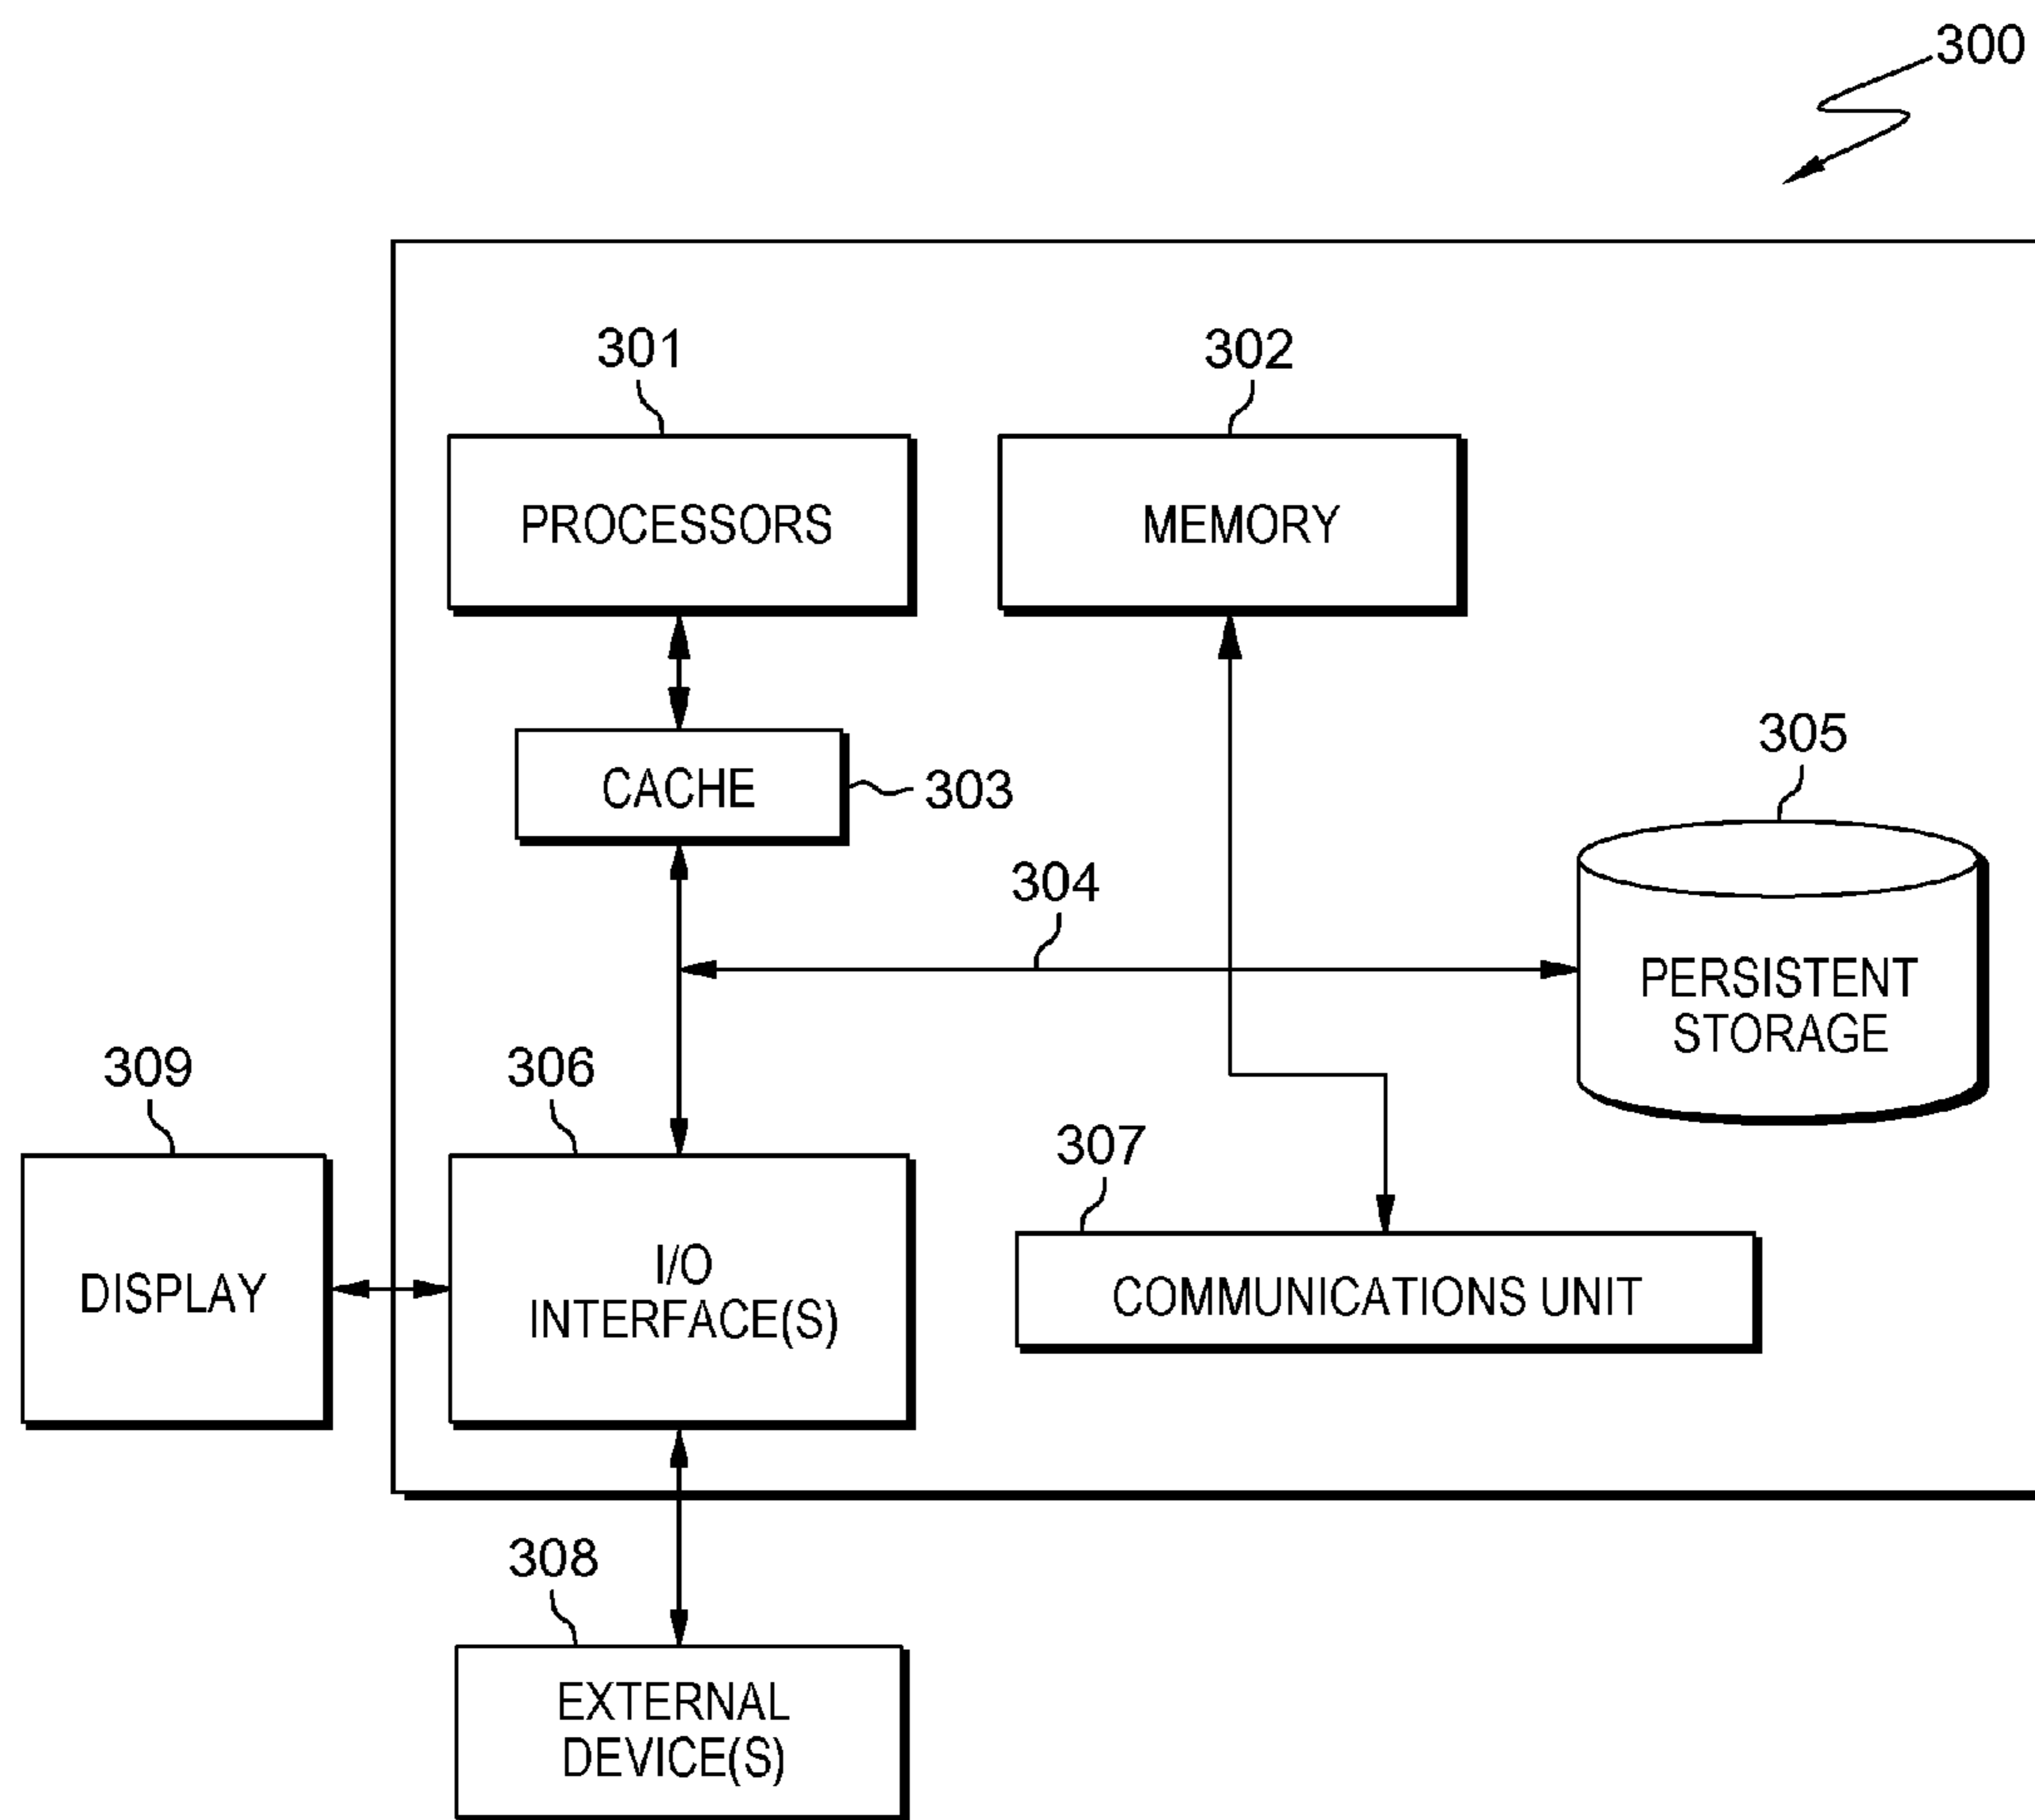 300
301
302
PROCESSORS
MEMORY
CACHE
303
304
305
PERSISTENT
STORAGE
309
306
307
DISPLAY
I/O
INTERFACE(S)
COMMUNICATIONS UNIT
308
EXTERNAL
DEVICE(S)